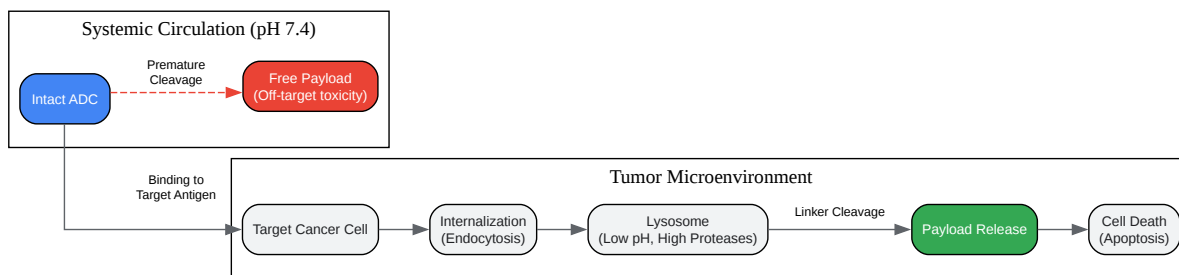 Systemic Circulation (pH 7.4)
Premature
Cleavage
Intact ADC
Free Payload
(Off-target toxicity)
Binding to
Target Antigen
Tumor Microenvironment
Target Cancer Cell
Internalization
(Endocytosis)
Lysosome
(Low pH, High Proteases)
Linker Cleavage
Payload Release
Cell Death
(Apoptosis)